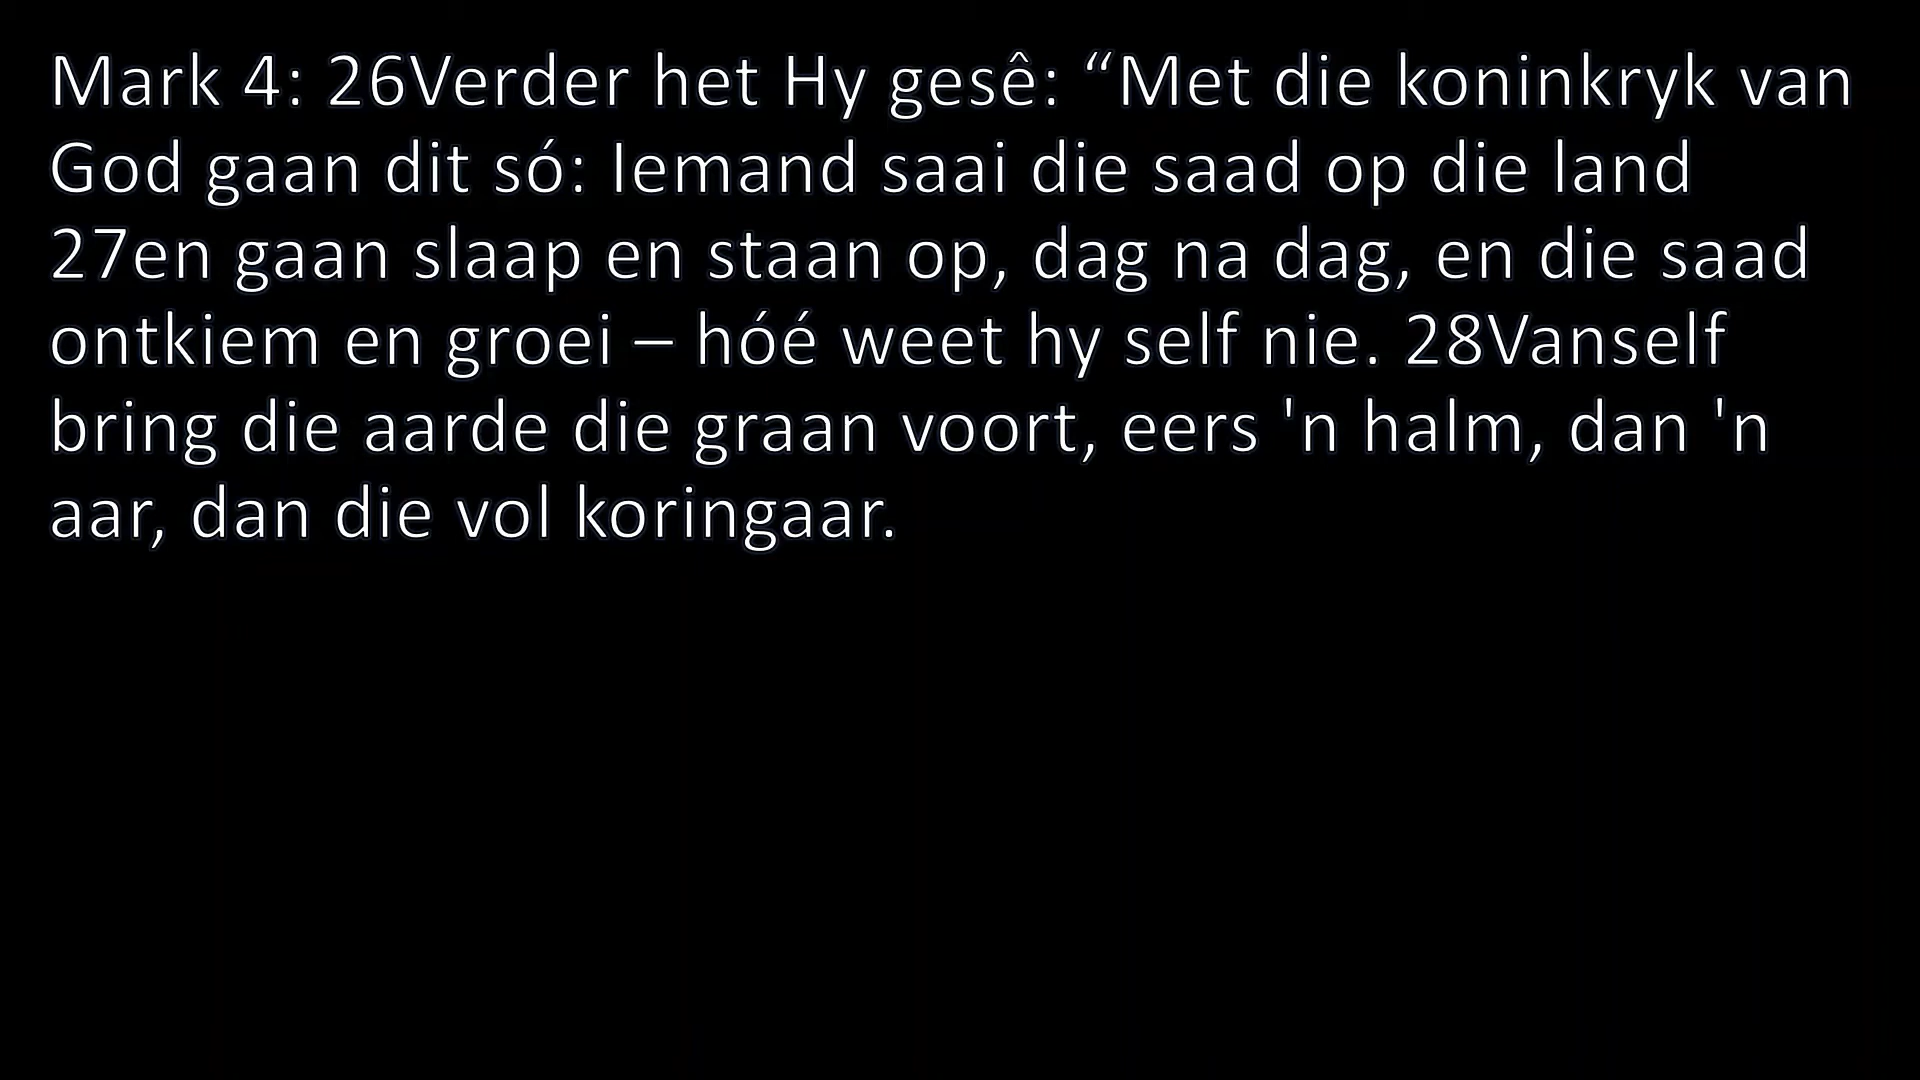 Mark 4: 26Verder het Hy gesê: “Met die koninkryk van
God gaan dit só: Iemand saai die saad op die land
27en gaan slaap en staan op, dag na dag, en die saad
ontkiem en groei – hóé weet hy self nie. 28Vanself
bring die aarde die graan voort, eers 'n halm, dan 'n
aar, dan die vol koringaar.